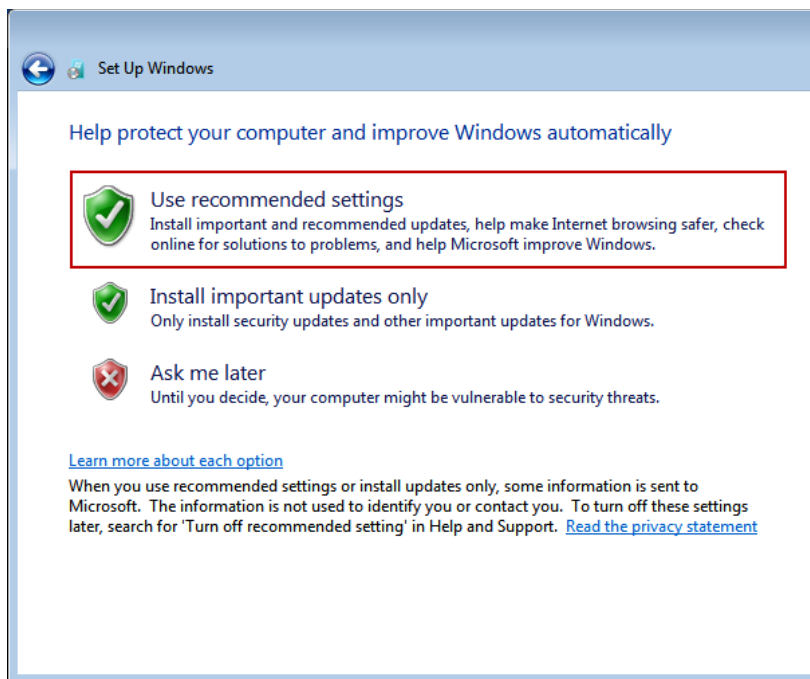 Set Up Windows
Help protect your computer and improve Windows automatically
Use recommended settings
Install important and recommended updates, help make Internet browsing safer, check
online for solutions to problems, and help Microsoft improve Windows.
Install important updates only
Only install security updates and other important updates for Windows.
Ask me later
Until you decide, your computer might be vulnerable to security threats.
Learn more about each option
When you use recommended settings or install updates only, some information is sent to
Microsoft.  The information is not used to identify you or contact you.  To turn off these settings
later, search for 'Turn off recommended setting' in Help and Support.  Read the privacy statement